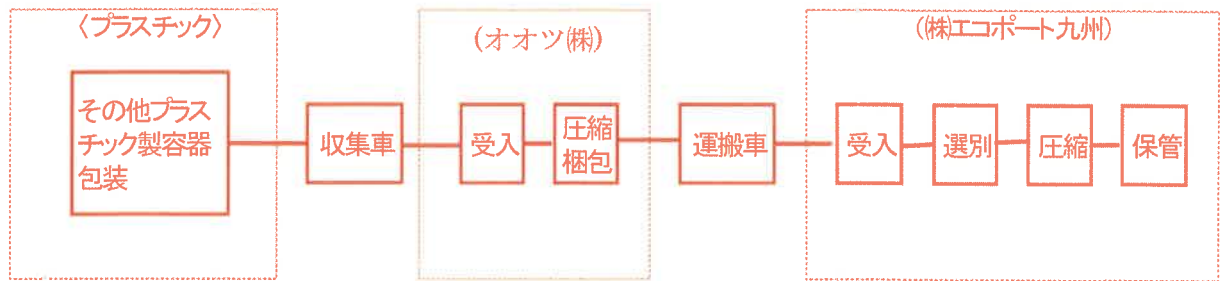 〈プラスチック〉
その他プラス
チック製容器
包装
収集車
(オオツ㈱)
受入
圧縮
梱包
運搬車
(㈱エコポート九州)
受入
選別
圧縮
保管